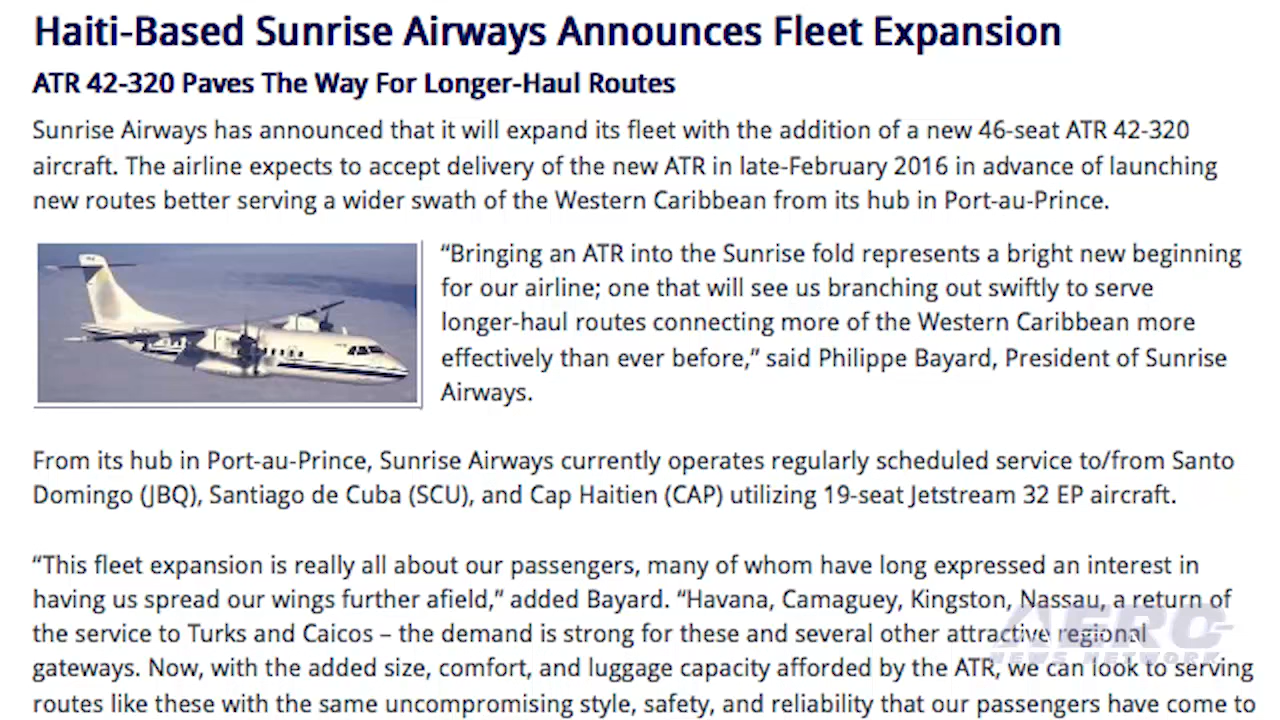 Haiti-Based Sunrise Airways Announces Fleet Expansion
ATR 42-320 Paves The Way For Longer-Haul Routes
Sunrise Airways has announced that it will expand its fleet with the addition of a new 46-seat ATR 42-320
aircraft. The airline expects to accept delivery of the new ATR in late-February 2016 in advance of launching
new routes better serving a wider swath of the Western Caribbean from its hub in Port-au-Prince.
“Bringing an ATR into the Sunrise fold represents a bright new beginning
for our airline; one that will see us branching out swiftly to serve
longer-haul routes connecting more of the Western Caribbean more
effectively than ever before,” said Philippe Bayard, President of Sunrise
Airways.
From its hub in Port-au-Prince, Sunrise Airways currently operates regularly scheduled service to/from Santo
Domingo (JBQ), Santiago de Cuba (SCU), and Cap Haitien (CAP) utilizing 19-seat Jetstream 32 EP aircraft.
“This fleet expansion is really all about our passengers, many of whom have long expressed an interest in
having us spread our wings further afield,” added Bayard. “Havana, Camaguey, Kingston, Nassau, a return of
the service to Turks and Caicos – the demand is strong for these and several other attractive regional
gateways. Now, with the added size, comfort, and luggage capacity afforded by the ATR, we can look to serving
routes like these with the same uncompromising style, safety, and reliability that our passengers have come to
AERO
NEWS NETWORK